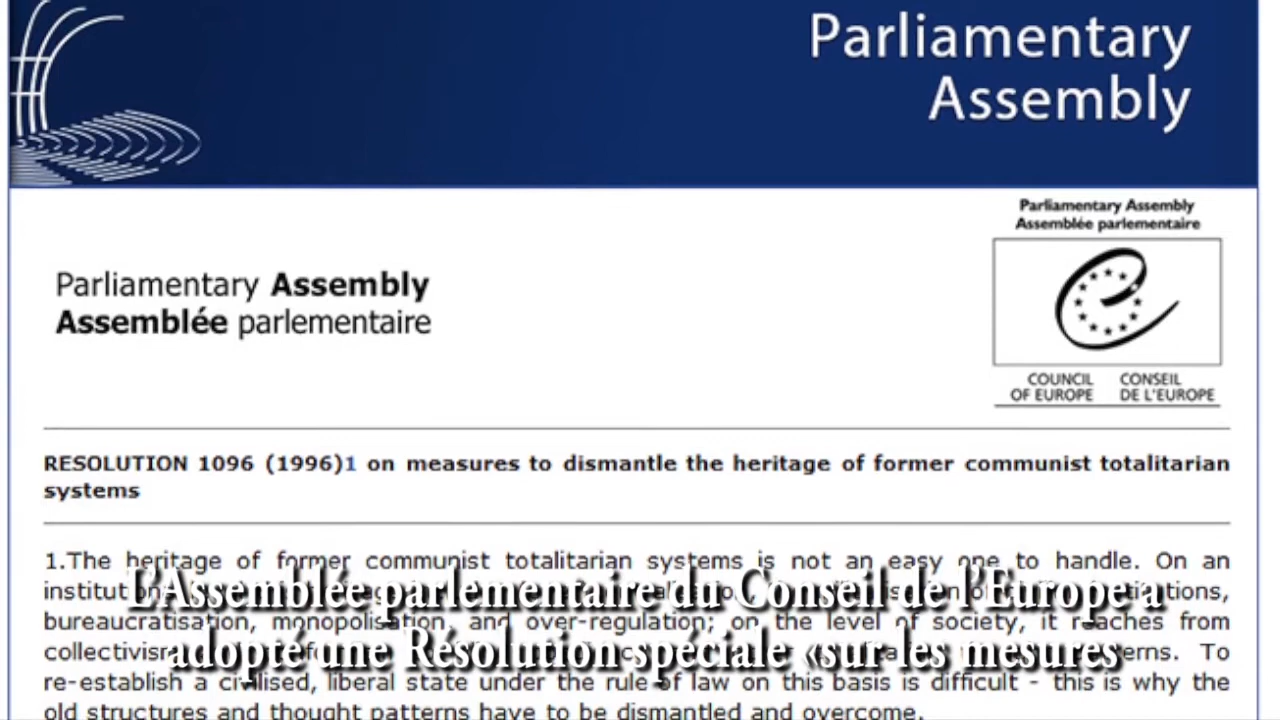 Parliamentary
Assembly
Parliamentary Assembly
Assemblée parlementaire
Parliamentary Assembly
Assemblée parlementaire
COUNCIL CONSEIL
OF EUROPE DE L'EUROPE
RESOLUTION 1096 (1996)1 on measures to dismantle the heritage of former communist totalitarian
systems
1.The heritage of former communist totalitarian systems is not an easy one to handle. On an
bureaucratisation, monopolisation, and over-regulation; on the level of society, it reaches from
re-establish a civilised, liberal state under the rule of law on this basis is difficult - this is why the
old structures and thought patterns have to be dismantled and overcome.
L'Assemblée parlementaire du Conseil de l'Europe a
adopté une Résolution spéciale «sur les mesures